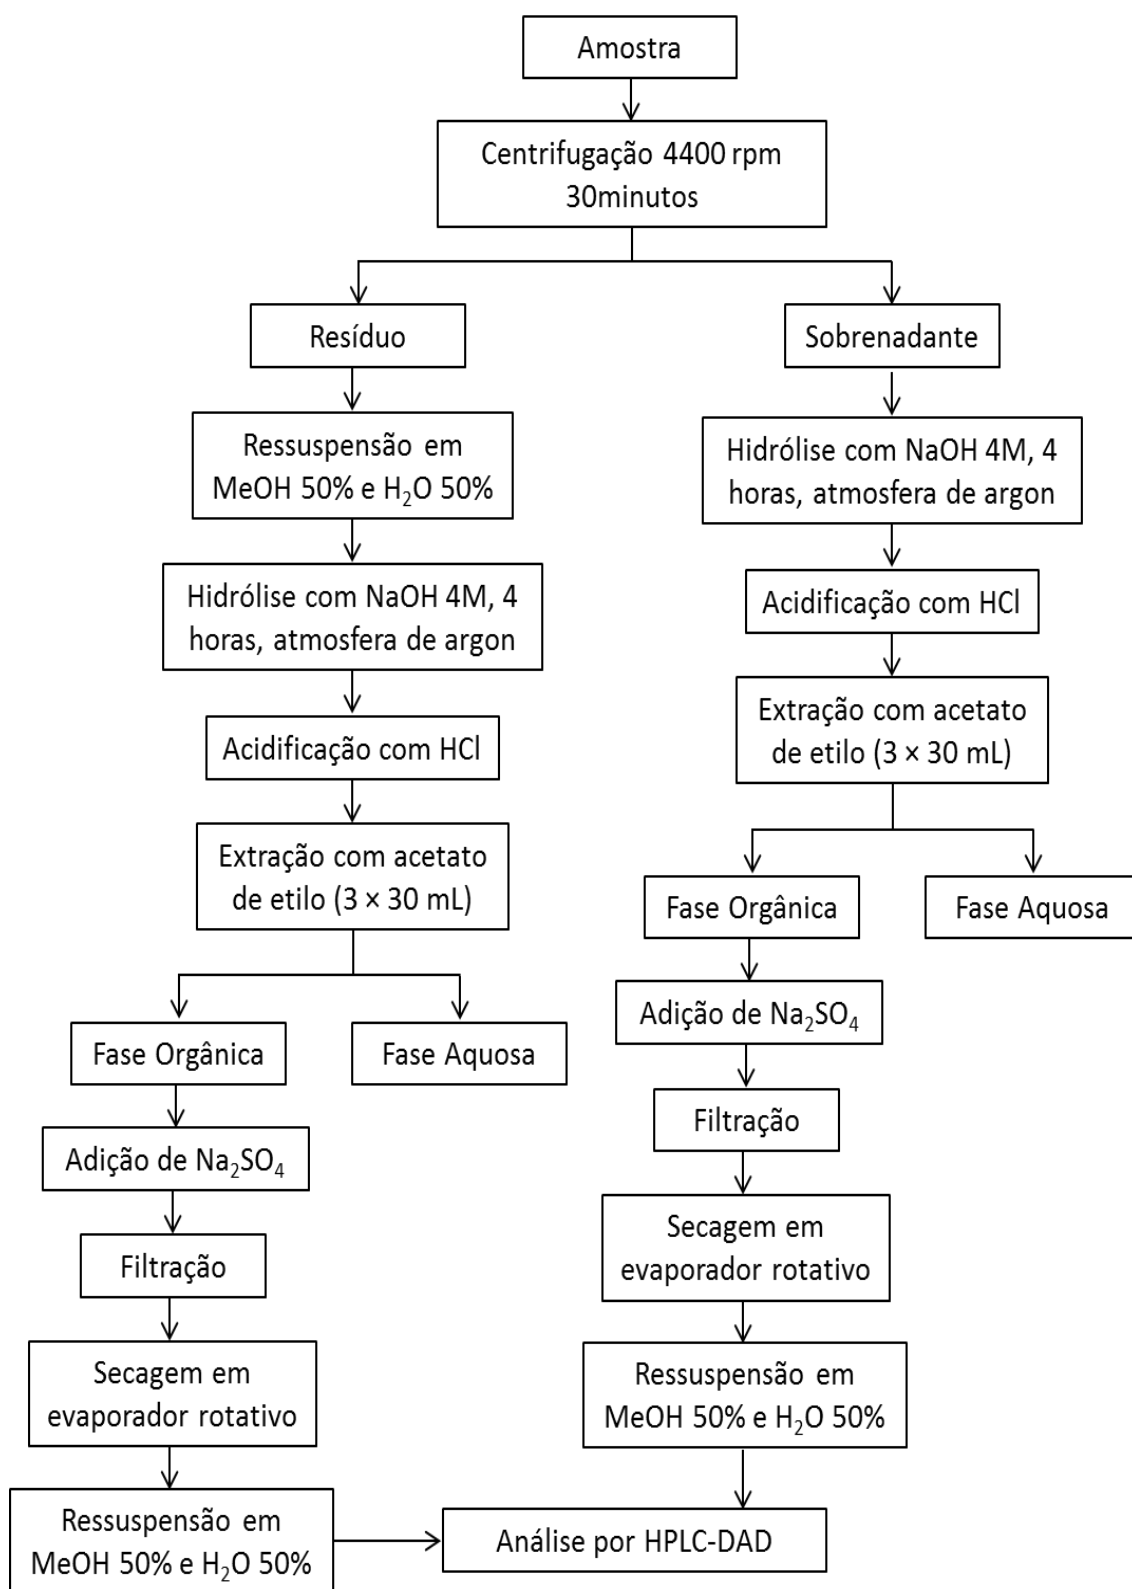 Amostra
Centrifugação 4400 rpm
30minutos
Resíduo
Ressuspensão em
MeOH 50% e H₂O 50%
Hidrólise com NaOH 4M, 4
horas, atmosfera de argon
Acidificação com HCl
Extração com acetato
de etilo (3 × 30 mL)
Fase Orgânica
Fase Aquosa
Adição de Na₂SO₄
Filtração
Secagem em
evaporador rotativo
Ressuspensão em
MeOH 50% e H₂O 50%
Sobrenadante
Hidrólise com NaOH 4M, 4
horas, atmosfera de argon
Acidificação com HCl
Extração com acetato
de etilo (3 × 30 mL)
Fase Orgânica
Fase Aquosa
Adição de Na₂SO₄
Filtração
Secagem em
evaporador rotativo
Ressuspensão em
MeOH 50% e H₂O 50%
Análise por HPLC-DAD